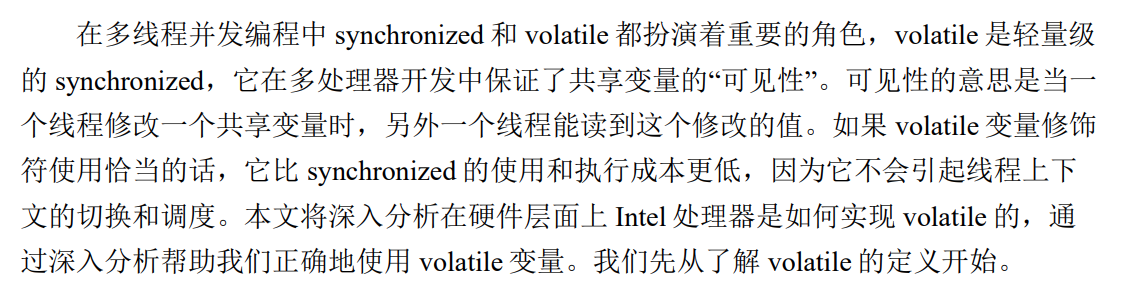 在多线程并发编程中 synchronized 和 volatile 都扮演着重要的角色，volatile 是轻量级
的 synchronized，它在多处理器开发中保证了共享变量的“可见性”。可见性的意思是当一
个线程修改一个共享变量时，另外一个线程能读到这个修改的值。如果 volatile 变量修饰
符使用恰当的话，它比 synchronized 的使用和执行成本更低，因为它不会引起线程上下
文的切换和调度。本文将深入分析在硬件层面上 Intel 处理器是如何实现 volatile 的，通
过深入分析帮助我们正确地使用 volatile 变量。我们先从了解 volatile 的定义开始。